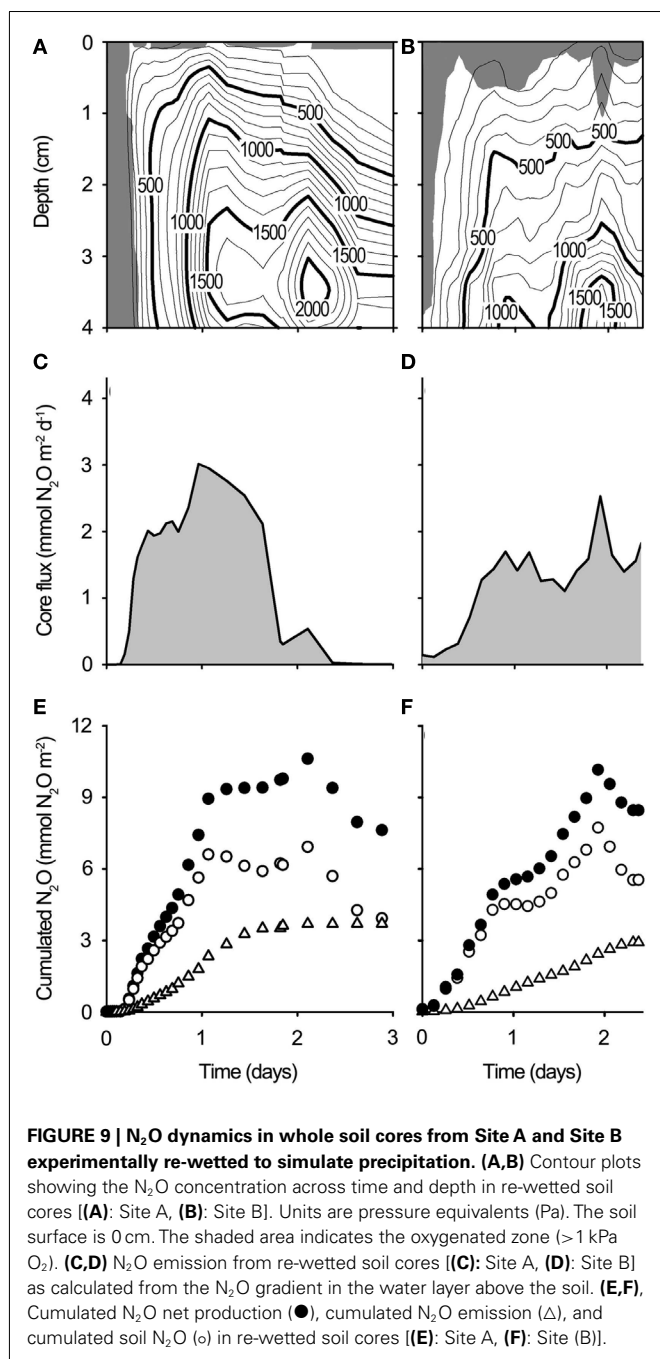 A
B
0
1
2
3
4
Depth (cm)
500
500
1000
1000
1500
1500
1500
2000
500
500
500
1000
1000
1500
1500
C
D
4
3
2
1
0
Core flux (mmol N₂O m⁻² d⁻¹)
E
F
12
9
6
3
0
Cumulated N₂O (mmol N₂O m⁻²)
0 1 2 3
0 1 2
Time (days)
Time (days)
FIGURE 9 | N₂O dynamics in whole soil cores from Site A and Site B
experimentally re-wetted to simulate precipitation. (A,B) Contour plots
showing the N₂O concentration across time and depth in re-wetted soil
cores [(A): Site A, (B): Site B]. Units are pressure equivalents (Pa). The soil
surface is 0 cm. The shaded area indicates the oxygenated zone (>1 kPa
O₂). (C,D) N₂O emission from re-wetted soil cores [(C): Site A, (D): Site B]
as calculated from the N₂O gradient in the water layer above the soil. (E,F),
Cumulated N₂O net production (●), cumulated N₂O emission (△), and
cumulated soil N₂O (○) in re-wetted soil cores [(E): Site A, (F): Site (B)].